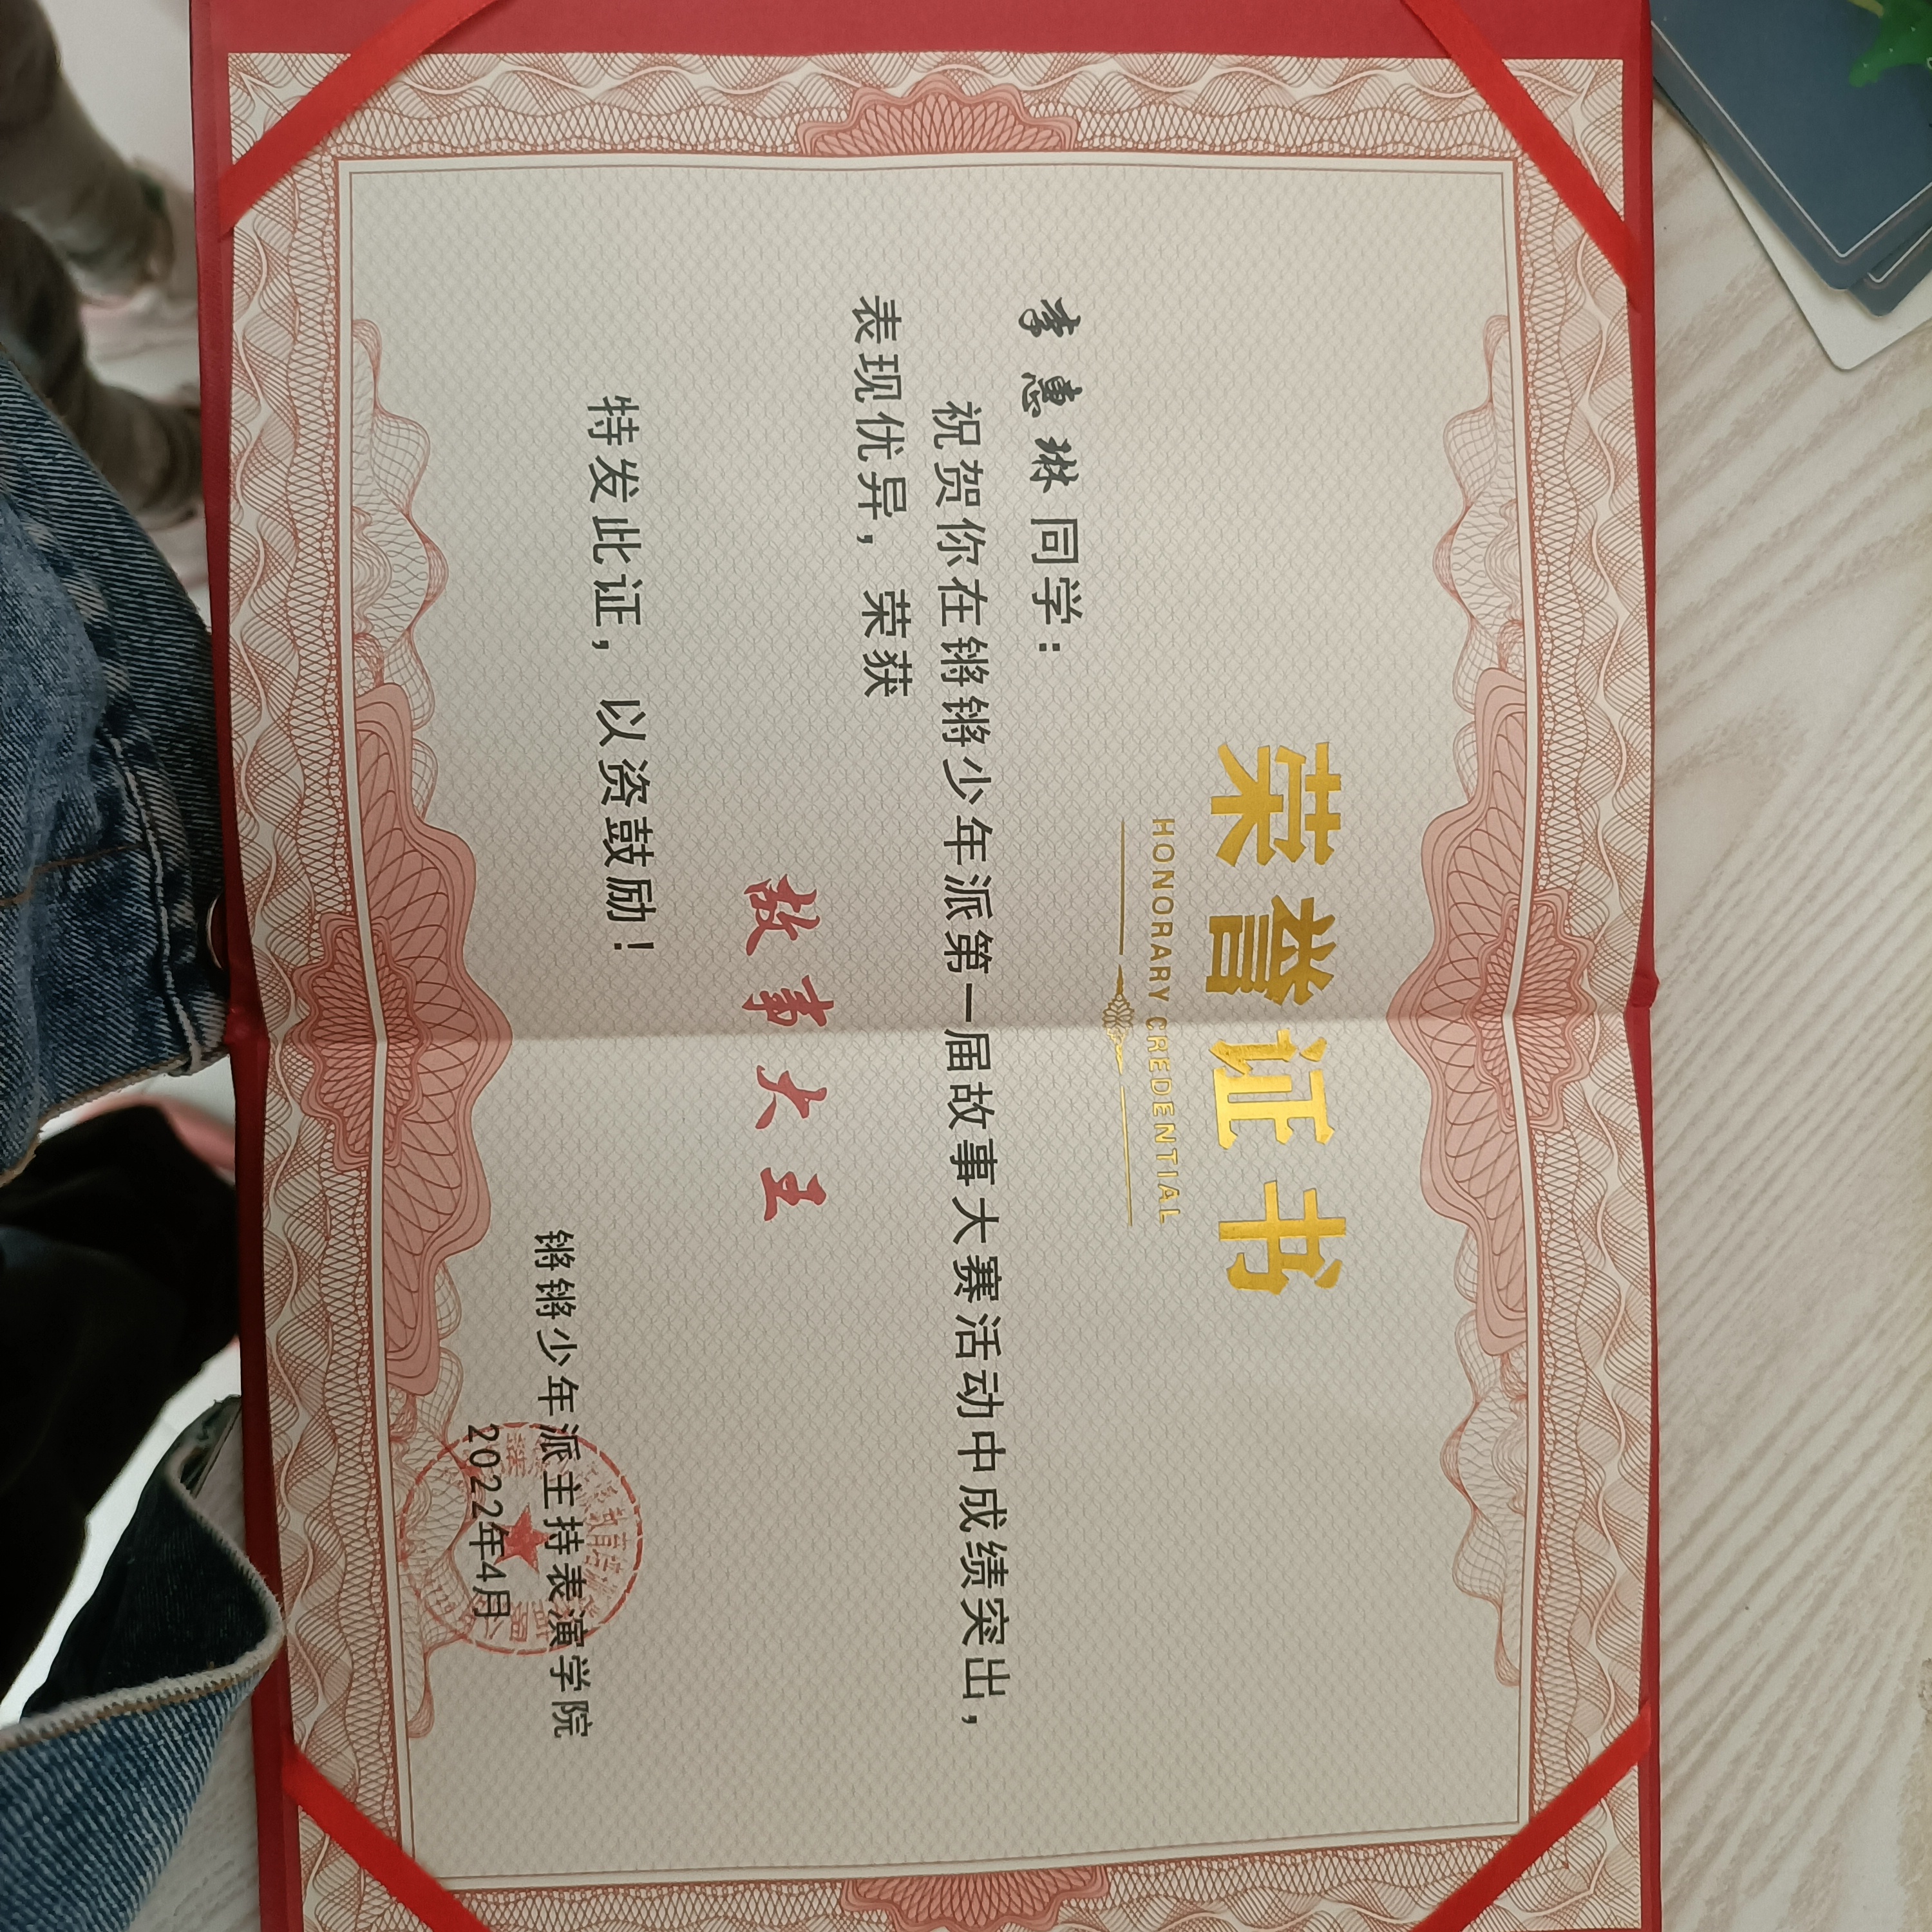 荣誉证书
HONORARY CREDENTIAL
李惠琳同学：
祝贺你在锵锵少年派第一届故事大赛活动中成绩突出，
表现优异，荣获
故事大王
特发此证，以资鼓励！
锵锵少年派主持表演学院
2022年4月